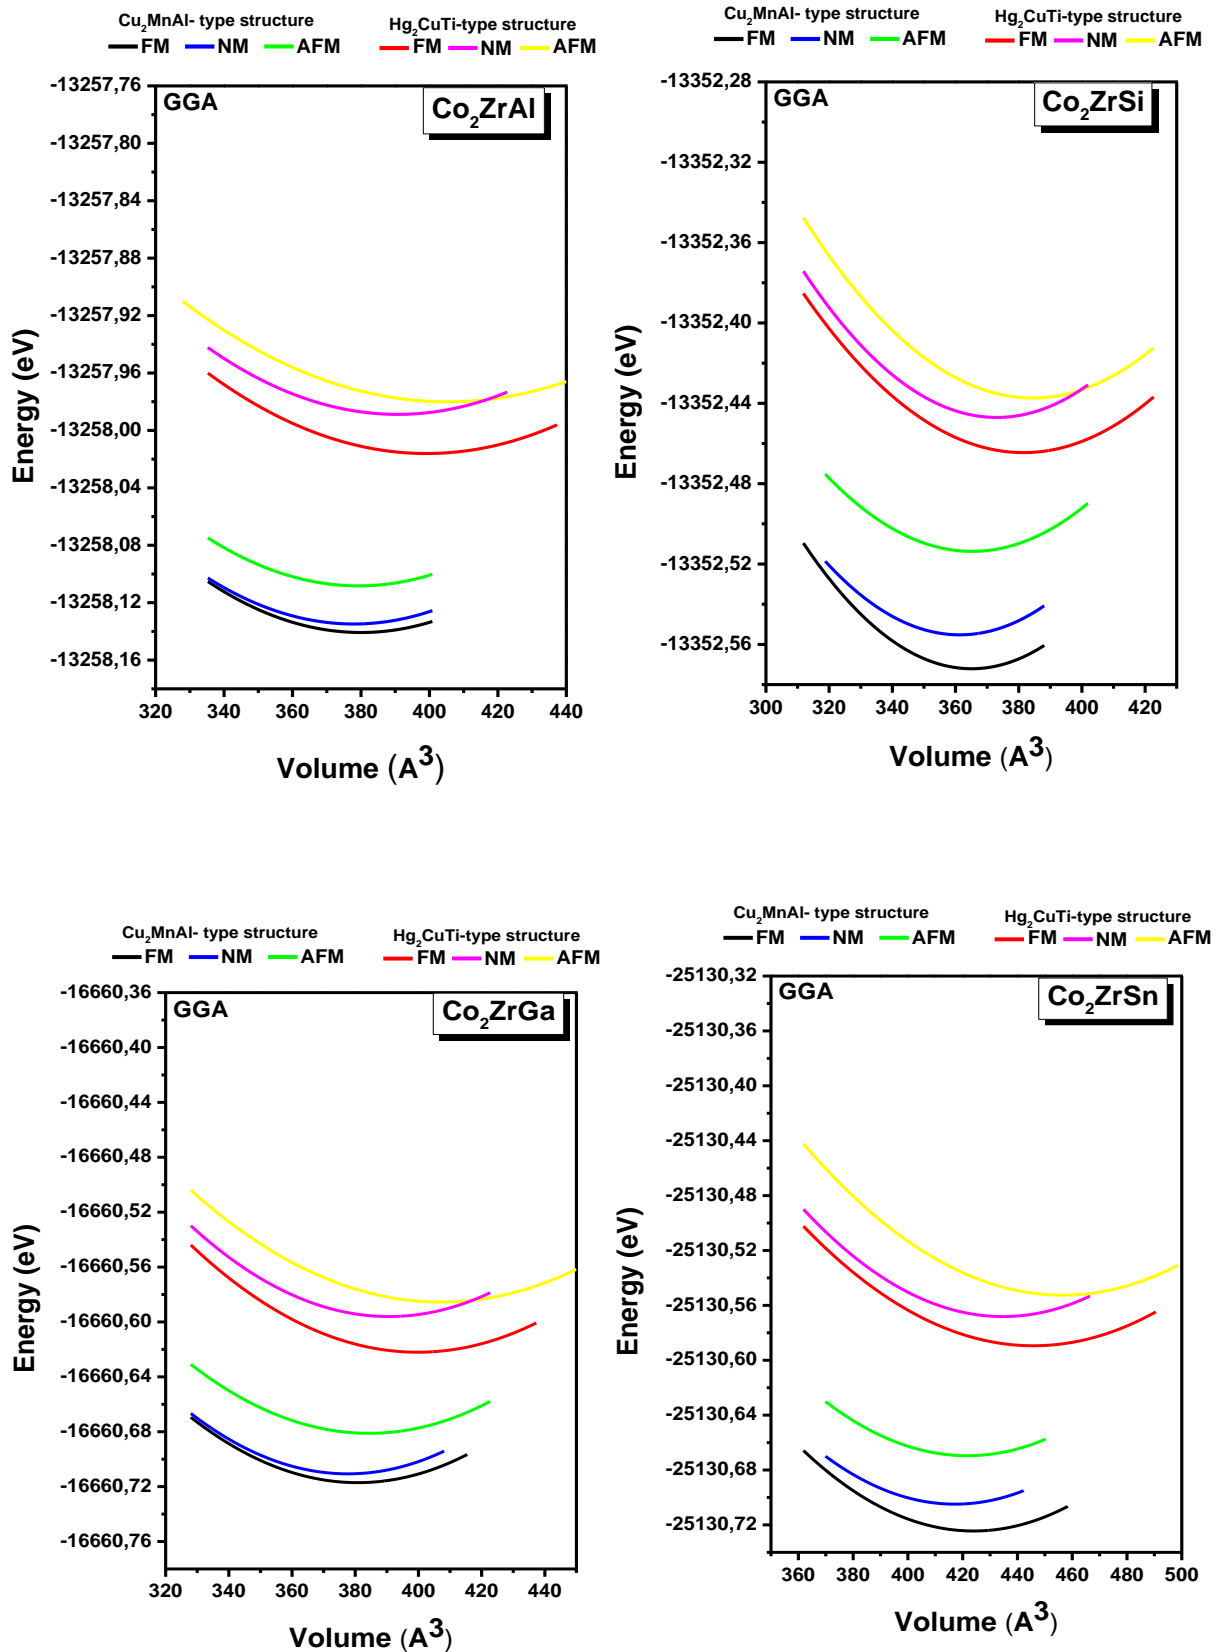 Cu2MnAl- type structure
Hg2CuTi-type structure
FM NM AFM
FM NM AFM
GGA
Co2ZrAl
-13257,76
-13257,80
-13257,84
-13257,88
-13257,92
-13257,96
-13258,00
-13258,04
-13258,08
-13258,12
-13258,16
Energy (eV)
320 340 360 380 400 420 440
Volume (A3)
Cu2MnAl- type structure
Hg2CuTi-type structure
FM NM AFM
FM NM AFM
GGA
Co2ZrSi
-13352,28
-13352,32
-13352,36
-13352,40
-13352,44
-13352,48
-13352,52
-13352,56
Energy (eV)
300 320 340 360 380 400 420
Volume (A3)
Cu2MnAl- type structure
Hg2CuTi-type structure
FM NM AFM
FM NM AFM
GGA
Co2ZrGa
-16660,36
-16660,40
-16660,44
-16660,48
-16660,52
-16660,56
-16660,60
-16660,64
-16660,68
-16660,72
-16660,76
Energy (eV)
320 340 360 380 400 420 440
Volume (A3)
Cu2MnAl- type structure
Hg2CuTi-type structure
FM NM AFM
FM NM AFM
GGA
Co2ZrSn
-25130,32
-25130,36
-25130,40
-25130,44
-25130,48
-25130,52
-25130,56
-25130,60
-25130,64
-25130,68
-25130,72
Energy (eV)
360 380 400 420 440 460 480 500
Volume (A3)